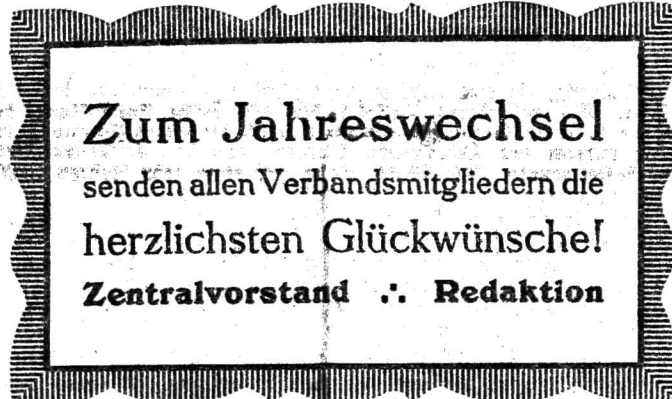 Zum Jahreswechsel
senden allen Verbandsmitgliedern die
herzlichsten Glückwünsche!
Zentralvorstand ∴ Redaktion